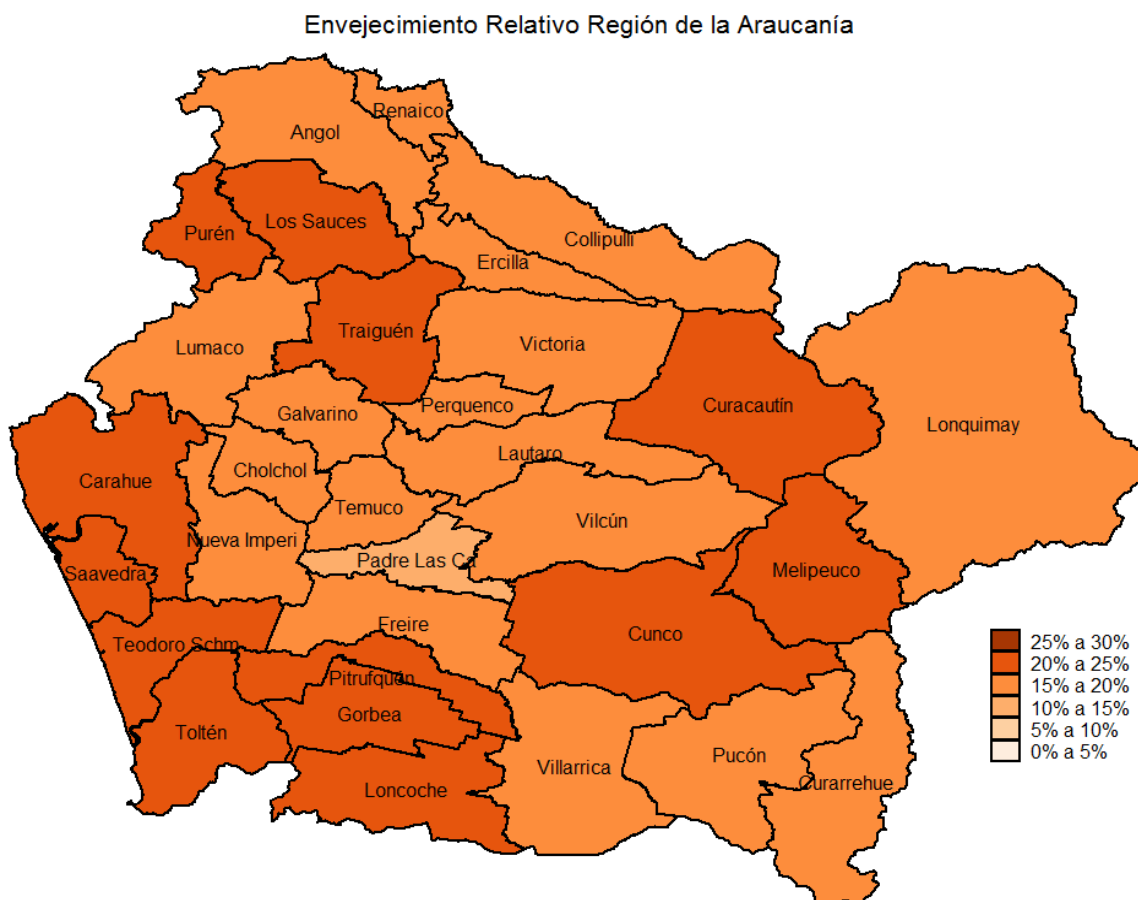 Envejecimiento Relativo Región de la Araucanía
Renaico
Angol
Los Sauces
Purén
Collipulli
Ercilla
Traiguén
Victoria
Lumaco
Curacautín
Perquenco
Galvarino
Lonquimay
Lautaro
Cholchol
Carahue
Temuco
Vilcún
Nueva Imperi
Padre Las Ca
Saavedra
Melipeuco
Freire
Cunco
Teodoro Schm
Pitrufquén
Gorbea
Toltén
Pucón
Villarrica
Curarrehue
Loncoche
25% a 30%
20% a 25%
15% a 20%
10% a 15%
5% a 10%
0% a 5%